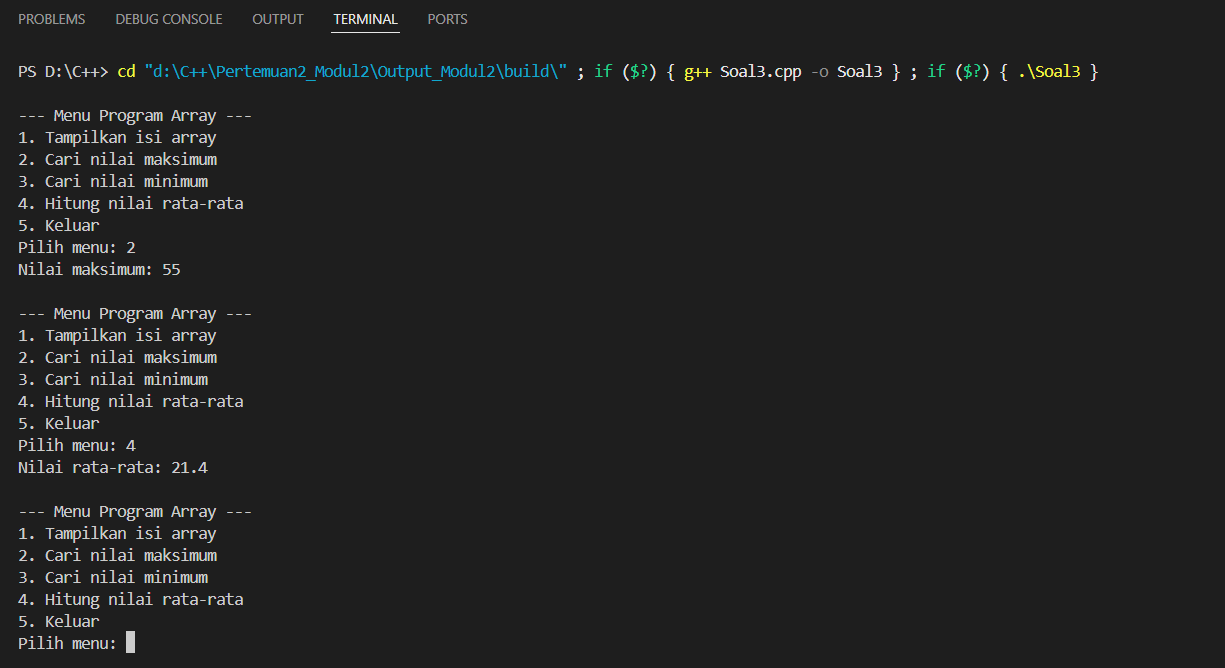 PROBLEMS DEBUG CONSOLE OUTPUT TERMINAL PORTS
PS D:\C++> cd "d:\C++\Pertemuan2_Modul2\Output_Modul2\build\" ; if ($?) { g++ Soal3.cpp -o Soal3 } ; if ($?) { .\Soal3 }
--- Menu Program Array ---
1. Tampilkan isi array
2. Cari nilai maksimum
3. Cari nilai minimum
4. Hitung nilai rata-rata
5. Keluar
Pilih menu: 2
Nilai maksimum: 55
--- Menu Program Array ---
1. Tampilkan isi array
2. Cari nilai maksimum
3. Cari nilai minimum
4. Hitung nilai rata-rata
5. Keluar
Pilih menu: 4
Nilai rata-rata: 21.4
--- Menu Program Array ---
1. Tampilkan isi array
2. Cari nilai maksimum
3. Cari nilai minimum
4. Hitung nilai rata-rata
5. Keluar
Pilih menu: